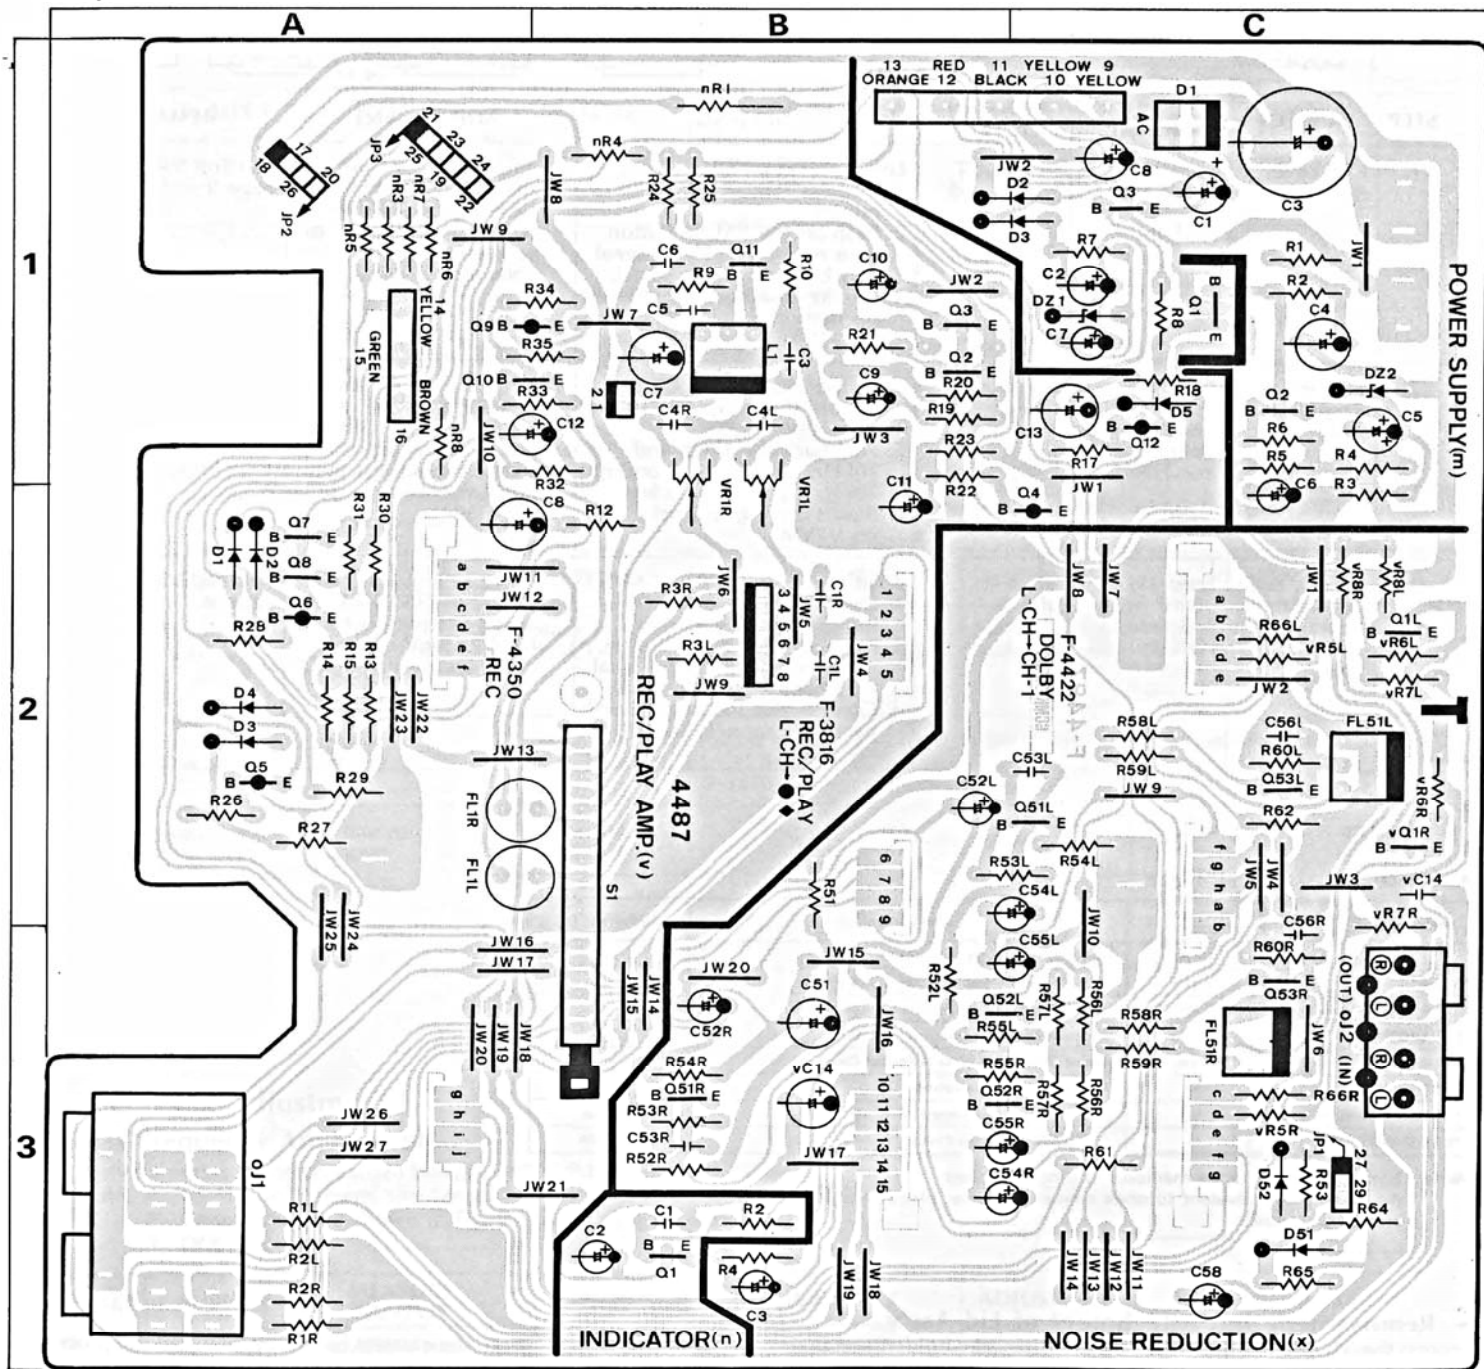 A B C
1
2
3
13 RED 11 YELLOW 9
ORANGE 12 BLACK 10 YELLOW
D1
AC
nR1
nR4
21
23
24
25
19
22
JP3
17
18
20
26
JP2
nR3
nR7
nR5
nR6
JW8
R24
R25
JW2
D2
D3
C8
Q3
B E
C1
C3
JW9
C6
Q11
B E
R9
R10
C10
R7
C2
DZ1
C7
R8
Q1
B
E
R1
R2
JW1
C4
POWER SUPPLY(m)
YELLOW 14
GREEN 15
BROWN
16
R34
Q9 B E
R35
Q10 B E
R33
C12
JW7
C5
L1
C3
C7
2 1
C4R
C4L
JW2
Q3
B E
R21
Q2
B E
C9
R20
R19
JW3
R23
R22
C13
R18
D5
B E
Q12
R17
JW1
Q2
B E
R6
R5
C6
DZ2
C5
R4
R3
nR8
JW10
R32
C8
R12
VR1R
VR1L
C11
Q4
B E
R31
R30
Q7
B E
D1
D2
Q8
B E
Q6
B E
R28
R14
R15
R13
a
b
c
d
e
f
JW11
JW12
F-4350
REC
R3R
R3L
JW6
JW9
3 4 5 6 7 8
JW5
C1R
C1L
JW4
1
2
3
4
5
JW8
JW7
L-CH→CH-1
DOLBY
F-4422
a
b
c
d
e
R66L
vR5L
JW2
JW1
vR8R
vR8L
Q1L
B E
vR6L
vR7L
D4
D3
Q5
B E
R26
R27
R29
JW23
JW22
JW13
FL1R
FL1L
S1
REC/PLAY AMP.(v)
4487
F-3816
REC/PLAY
L-CH→●
◆
C53L
C52L
Q51L
B E
R58L
R59L
JW9
C56L
R60L
Q53L
B E
R62
FL51L
vR6R
vQ1R
B E
R54L
R53L
C54L
R51
6
7
8
9
f
g
h
a
b
JW5
JW4
JW3
vC14
vR7R
JW25
JW24
JW16
JW17
JW15
JW14
JW20
C52R
JW15
C51
JW16
R52L
C55L
JW10
Q52L
B E
R55L
R57L
R56L
R58R
R59R
C56R
R60R
B E
Q53R
FL51R
JW6
(OUT) oJ2 (IN)
R
L
R
L
JW20
JW19
JW18
g
h
i
j
R54R
Q51R
B E
R53R
C53R
R52R
vC14
JW17
10
11
12
13
14
15
R55R
Q52R
B E
C55R
C54R
R57R
R56R
R61
c
d
e
f
g
R66R
vR5R
JP1
27
29
D52
R53
R64
D51
R65
C58
oJ1
JW26
JW27
JW21
R1L
R2L
R2R
R1R
C1
C2
B E
Q1
R2
R4
C3
JW19
JW18
JW14
JW13
JW12
JW11
INDICATOR(n)
NOISE REDUCTION(x)